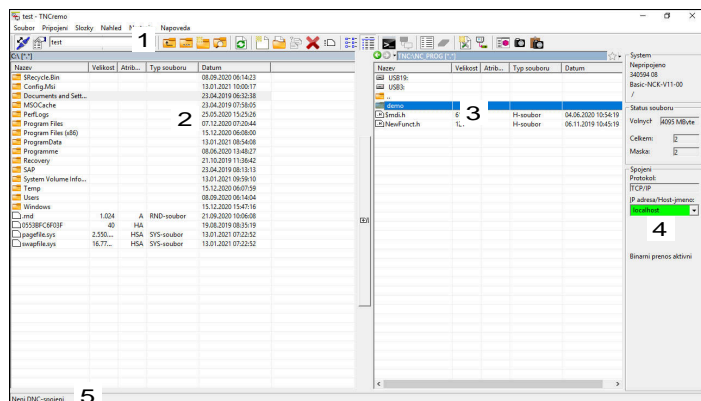 test - TNCremo
Soubor Pripojeni Slozky Nahled Napoveda
test
1
C:\ [*.*]
Nazev Velikost Atrib... Typ souboru Datum
$Recycle.Bin 08.09.2020 06:14:23
Config.Msi 13.01.2021 10:00:17
Documents and Sett... 23.04.2019 06:32:38
MSOCache 23.04.2019 07:58:05
PerfLogs 25.05.2020 15:25:26
Program Files 07.12.2020 07:20:44
Program Files (x86) 15.12.2020 06:08:00
ProgramData 13.01.2021 08:54:08
Programme 08.06.2020 13:48:27
Recovery 21.10.2019 11:36:42
SAP 23.04.2019 08:13:13
System Volume Info... 13.01.2021 09:59:10
Temp 15.12.2020 06:07:59
Users 08.09.2020 06:14:04
Windows 15.12.2020 15:47:16
.rnd 1.024 A RND-soubor 21.09.2020 10:06:08
0553BFC6F03F 40 HA 19.08.2019 08:35:19
pagefile.sys 2.550.... HSA SYS-soubor 13.01.2021 07:22:52
swapfile.sys 16.77... HSA SYS-soubor 13.01.2021 07:22:52
2
TNC:\NC_PROG [*.*]
Nazev Velikost Atrib... Typ souboru Datum
USB19:
USB3:
..
demo
$mdi.h 6 H-soubor 04.06.2020 10:54:19
NewFunct.h H-soubor 06.11.2019 10:45:19
3
System
Nepripojeno
340594 08
Basic-NCK-V11-00
/
Status souboru
4095 MByte
Celkem: 2
Maska: 2
Spojeni
Protokol:
TCP/IP
IP adresa/Host-jmeno:
localhost
4
Binarni prenos aktivni
Neni DNC-spojeni
5